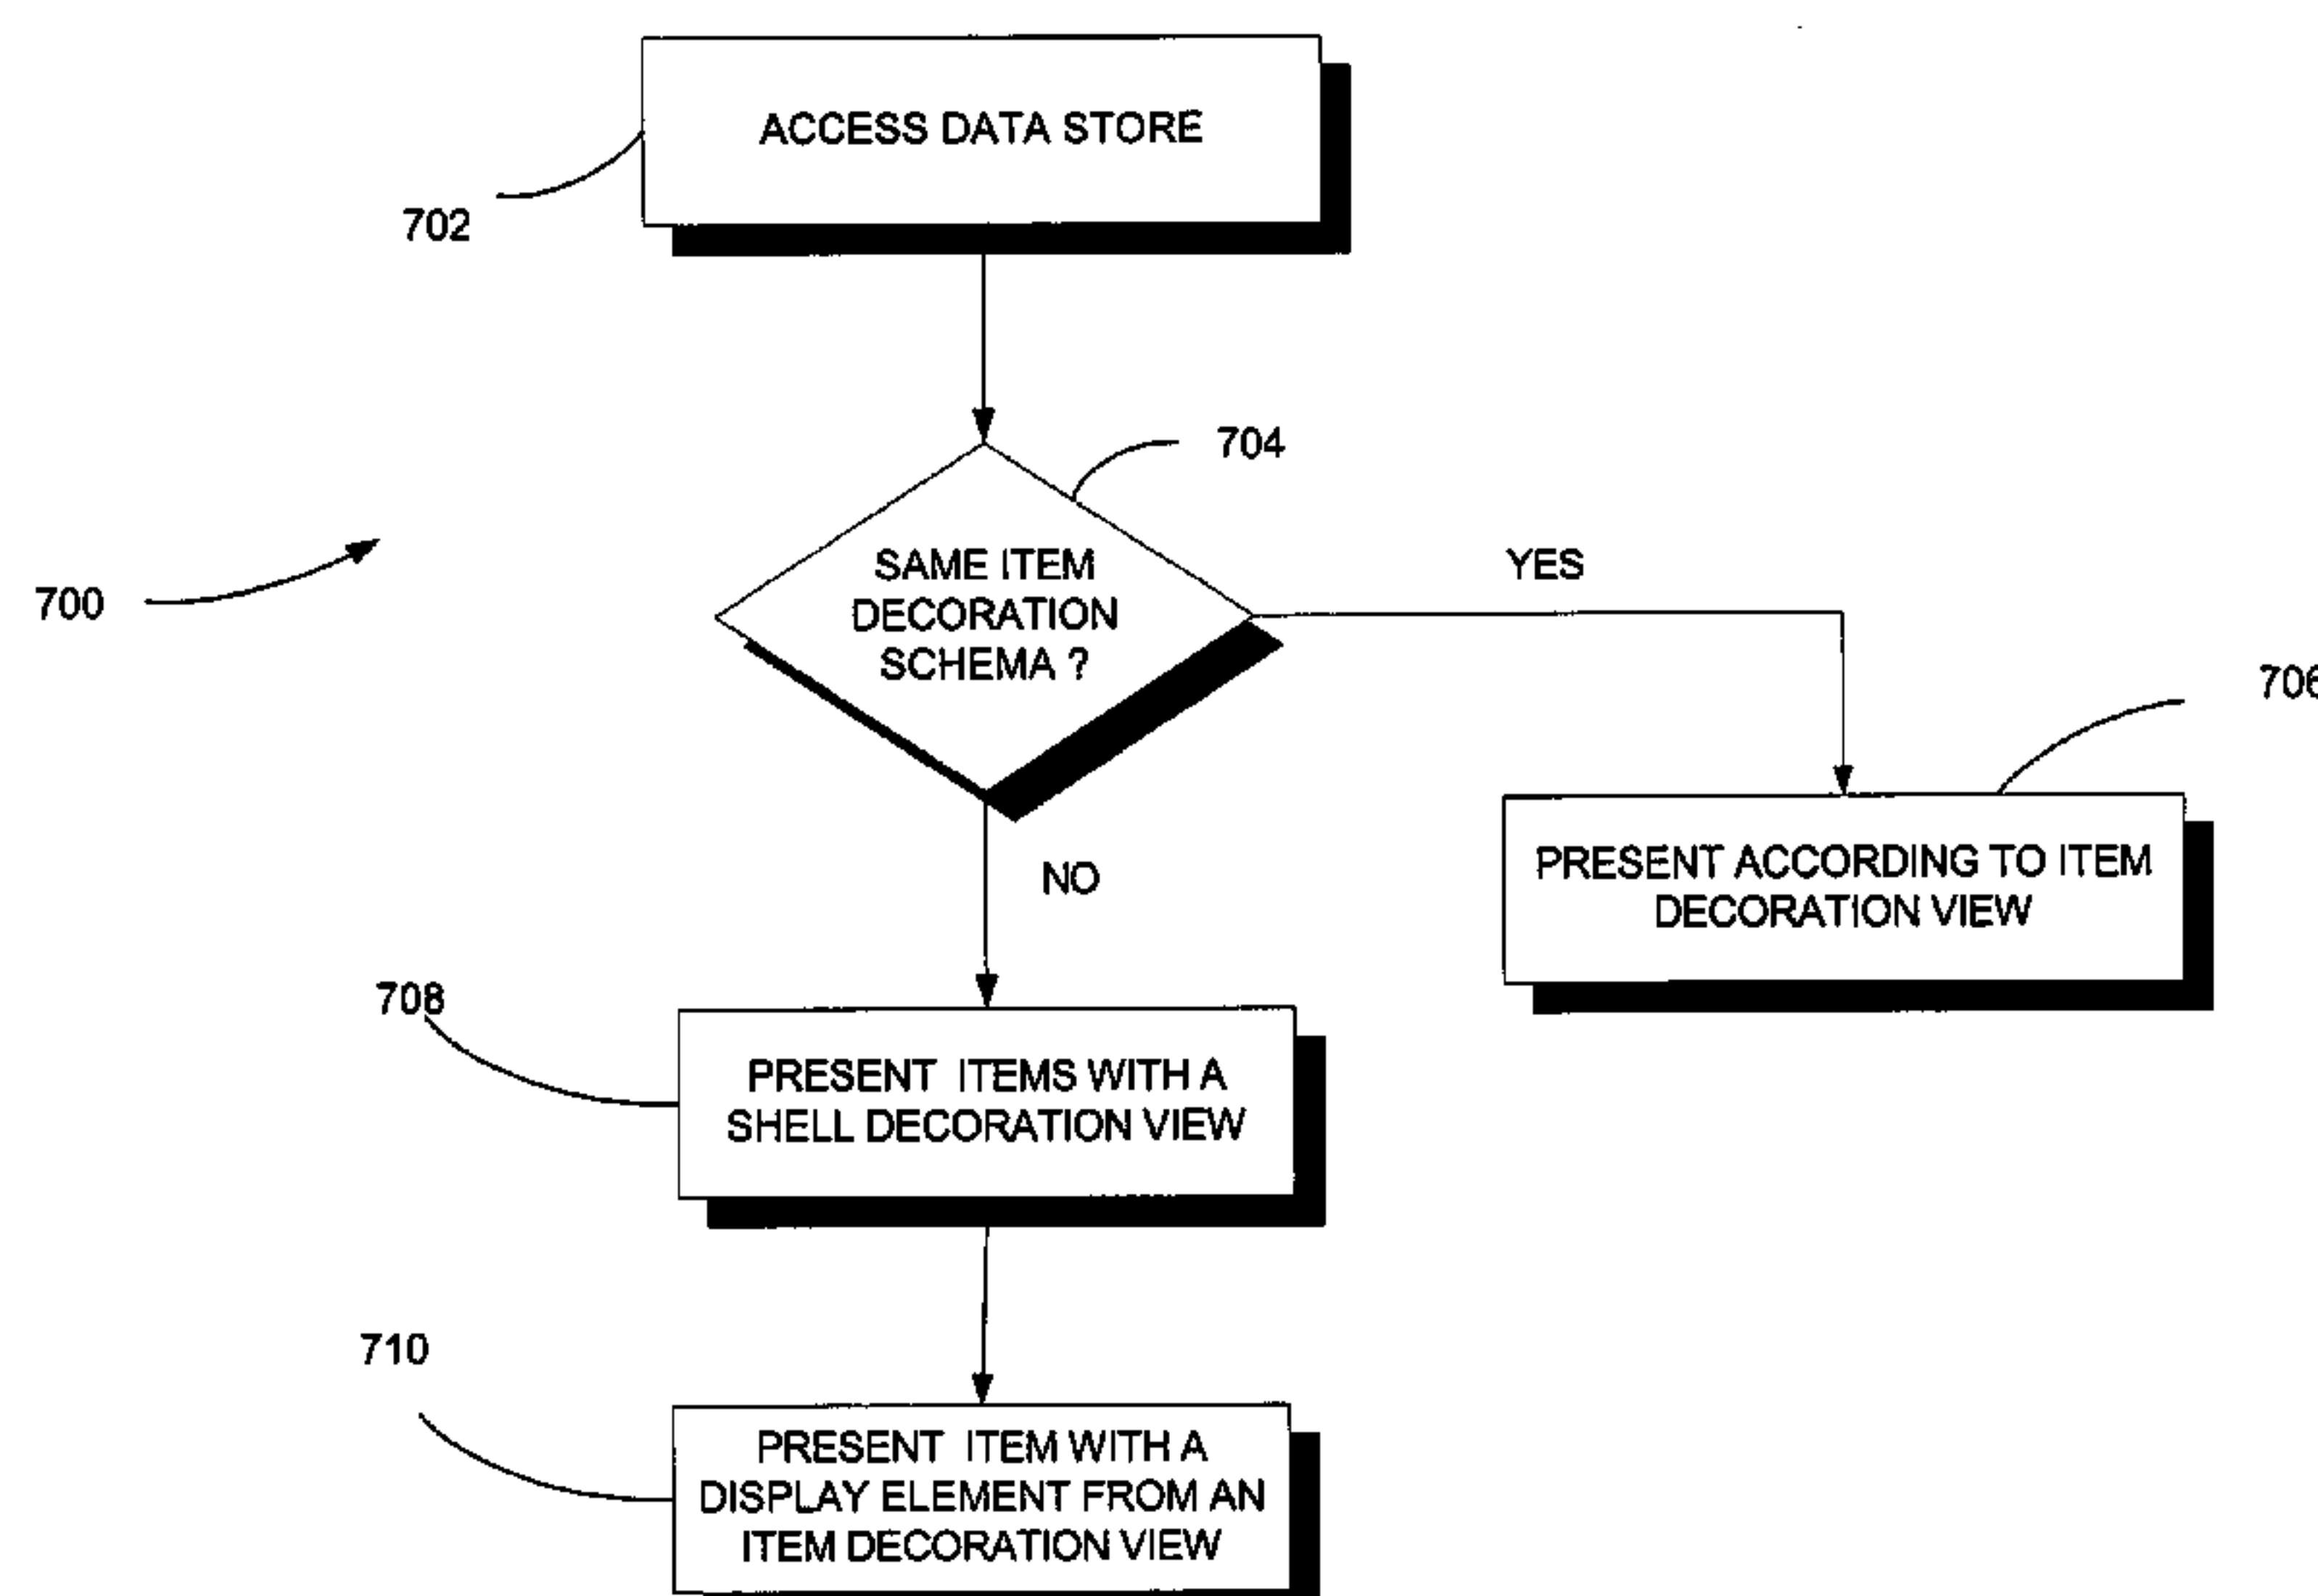 ACCESS DATA STORE
702
704
SAME ITEM
DECORATION
SCHEMA ?
YES
700
706
PRESENT ACCORDING TO ITEM
DECORATION VIEW
NO
708
PRESENT ITEMS WITH A
SHELL DECORATION VIEW
710
PRESENT ITEM WITH A
DISPLAY ELEMENT FROM AN
ITEM DECORATION VIEW